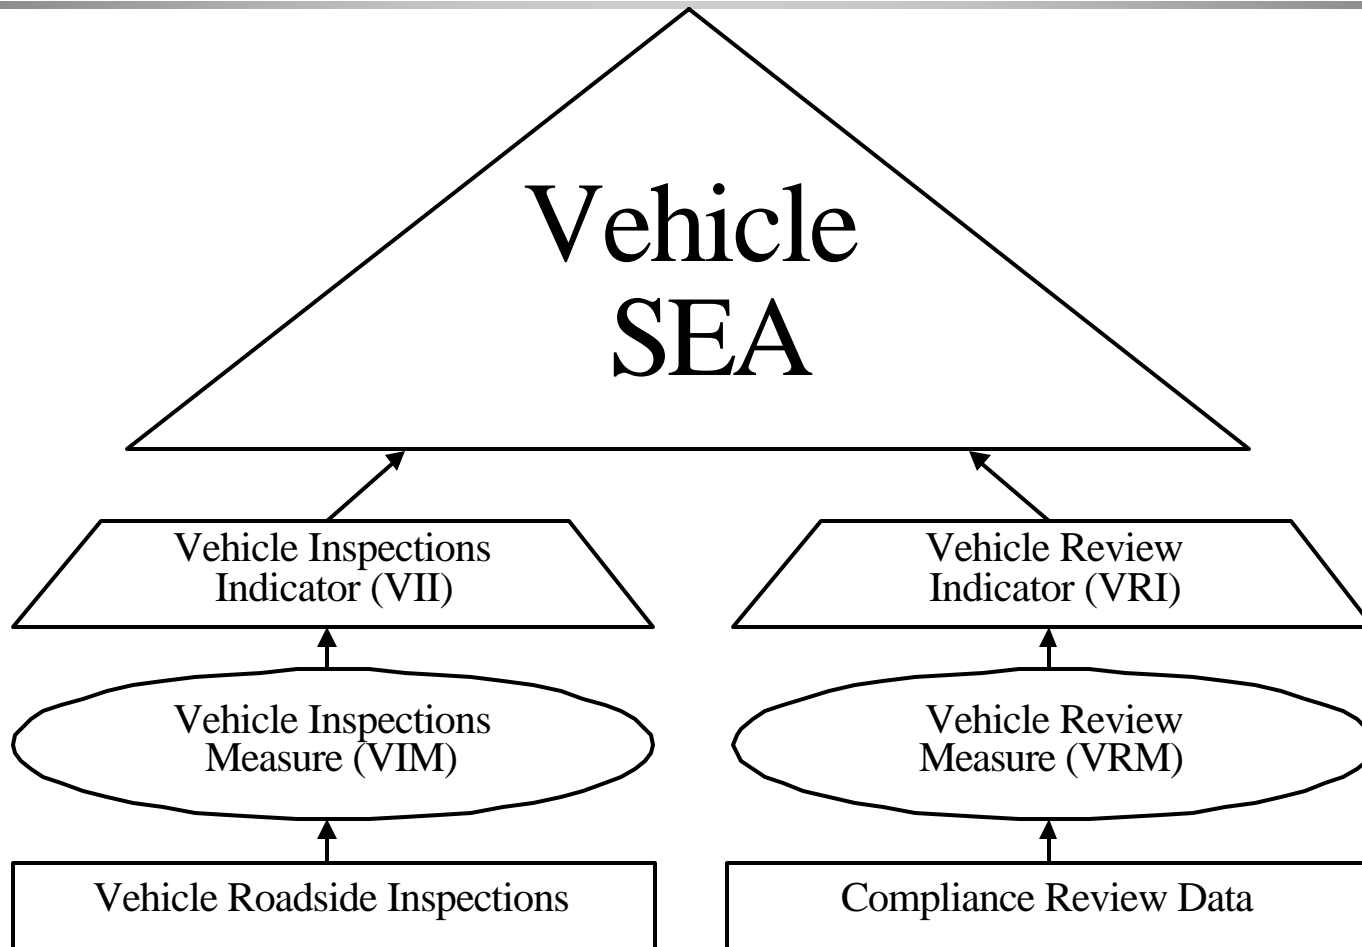 Vehicle
SEA
Vehicle Inspections
Indicator (VII)
Vehicle Review
Indicator (VRI)
Vehicle Inspections
Measure (VIM)
Vehicle Review
Measure (VRM)
Vehicle Roadside Inspections
Compliance Review Data